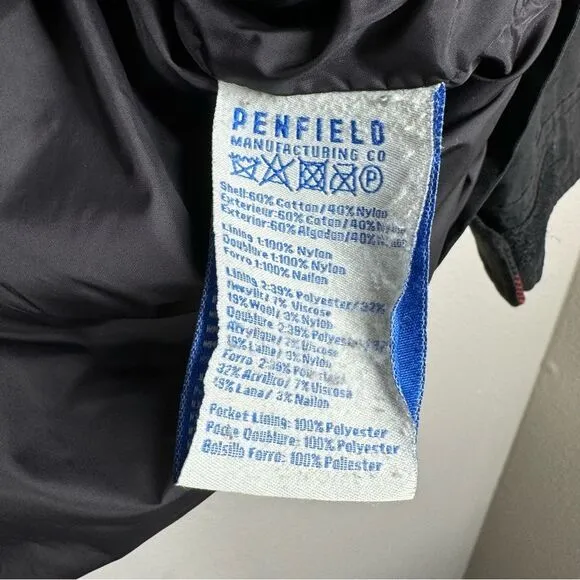 PENFIELD
MANUFACTURING CO
P
Shell:60% Cotton/40% Nylon
Exterieur:60% Coton/40%
Exterior:60% Algodon/40%
Lining 1:100% Nylon
Doublure 1:100% Nylon
Forro 1:100% Nailon
Lining 2:39% Polyester/ 32%
Acrylic/ 7% Viscose
19% Wool/ 3% Nylon
Doublure 2:39% Polyester/ 32%
Acrylique/ 7% Viscose
19% Laine/ 3% Nylon
Forro 2:39%
32% Acrilico/ 7% Viscosa
19% Lana/ 3% Nailon
Pocket Lining: 100% Polyester
Poche Doublure: 100% Polyester
Bolsillo Forro: 100% Poliester